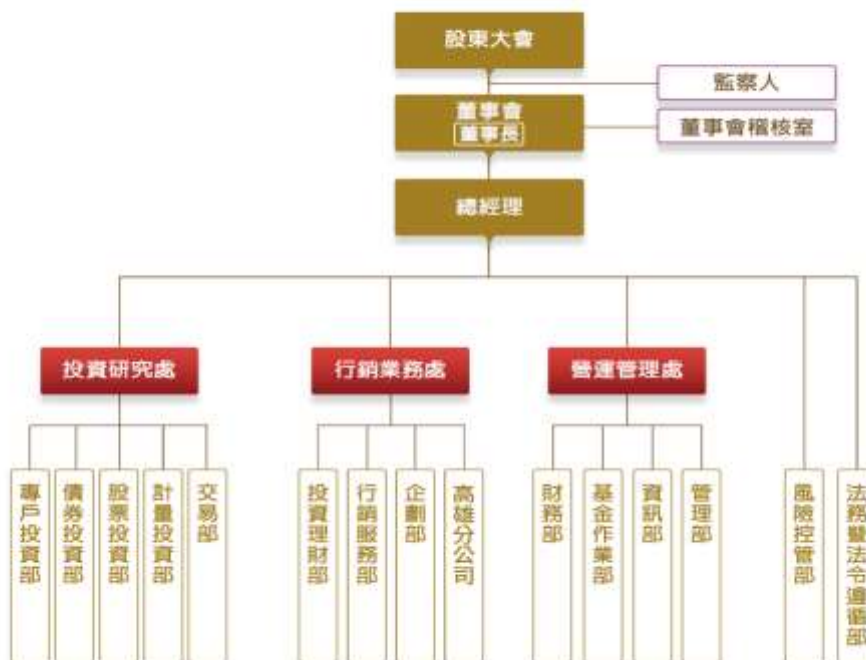 股東大會
監察人
董事會
董事長
董事會稽核室
總經理
投資研究處
行銷業務處
營運管理處
專戶投資部
債券投資部
股票投資部
計量投資部
交易部
投資理財部
行銷服務部
企劃部
高雄分公司
財務部
基金作業部
資訊部
管理部
風險控管部
法務暨法令遵循部